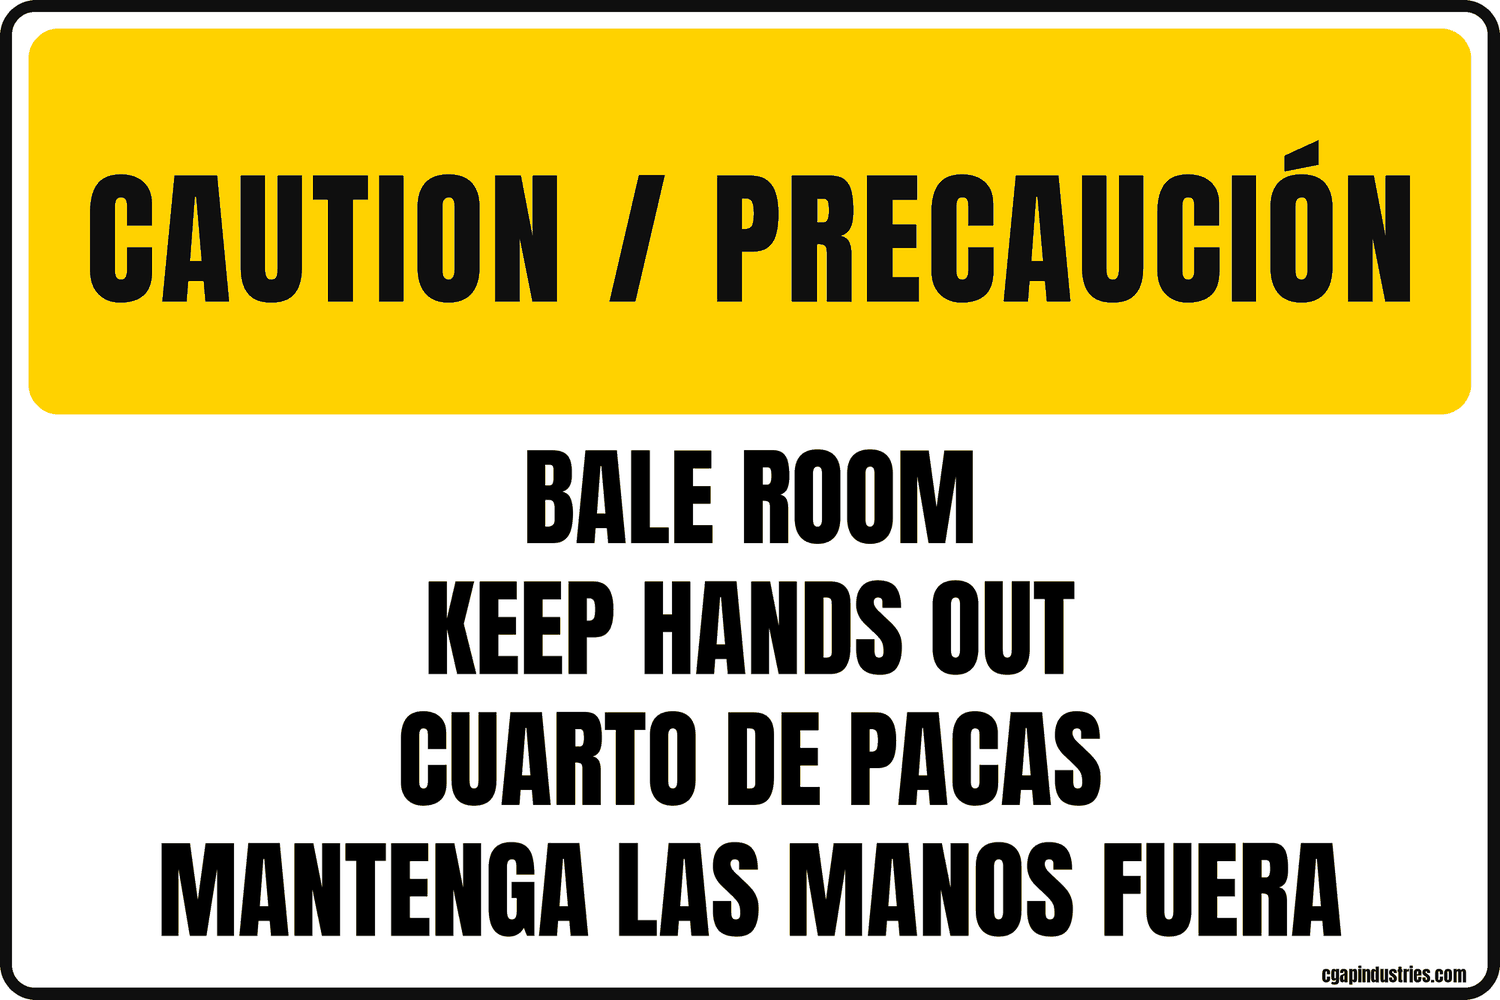 CAUTION / PRECAUCIÓN
BALE ROOM
KEEP HANDS OUT
CUARTO DE PACAS
MANTENGA LAS MANOS FUERA
cgapindustries.com